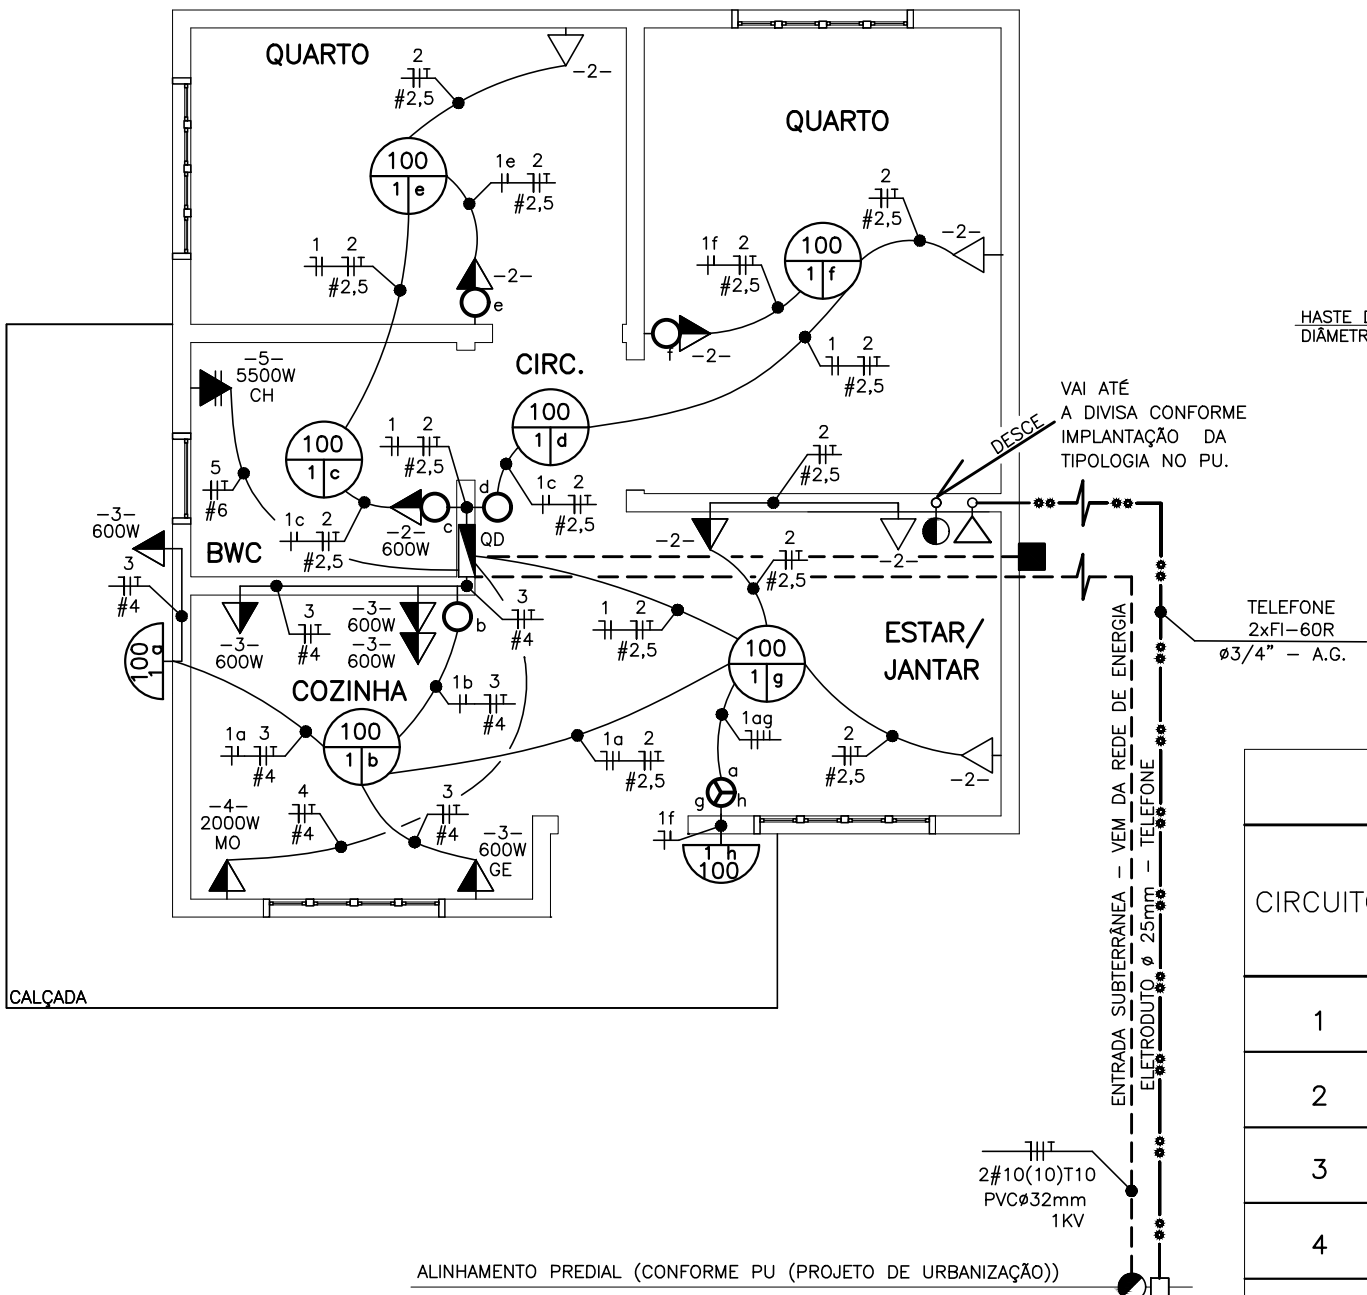 QUARTO
2
#2,5
-2-
100
1 e
1e 2
#2,5
-2-
e
1 2
#2,5
QUARTO
2
#2,5
-2-
100
1 f
1f 2
#2,5
-2-
f
1 2
#2,5
-5-
5500W
CH
CIRC.
100
1 d
100
1 c
1 2
#2,5
d
1c 2
#2,5
5
#6
1c 2
#2,5
c
-2-
600W
QD
BWC
-3-
600W
3
#4
2
#2,5
-2-
-2-
2
#2,5
DESCE
VAI ATÉ
A DIVISA CONFORME
IMPLANTAÇÃO DA
TIPOLOGIA NO PU.
HASTE
DIÂMETR
3
#4
-3-
600W
-3-
600W
-3-
600W
b
3
#4
1 2
#2,5
100
1 g
ESTAR/
JANTAR
100
1 a
COZINHA
1b 3
#4
100
1 b
1a 3
#4
1a 2
#2,5
1ag
2
#2,5
-2-
a
g h
1f
1 h
100
-4-
2000W
MO
4
#4
3
#4
-3-
600W
GE
TELEFONE
2xFI-60R
ø3/4" - A.G.
ENTRADA SUBTERRÂNEA - VEM DA REDE DE ENERGIA
ELETRODUTO ø 25mm - TELEFONE
CALÇADA
2#10(10)T10
PVCø32mm
1KV
ALINHAMENTO PREDIAL (CONFORME PU (PROJETO DE URBANIZAÇÃO))
CIRCUITO
1
2
3
4